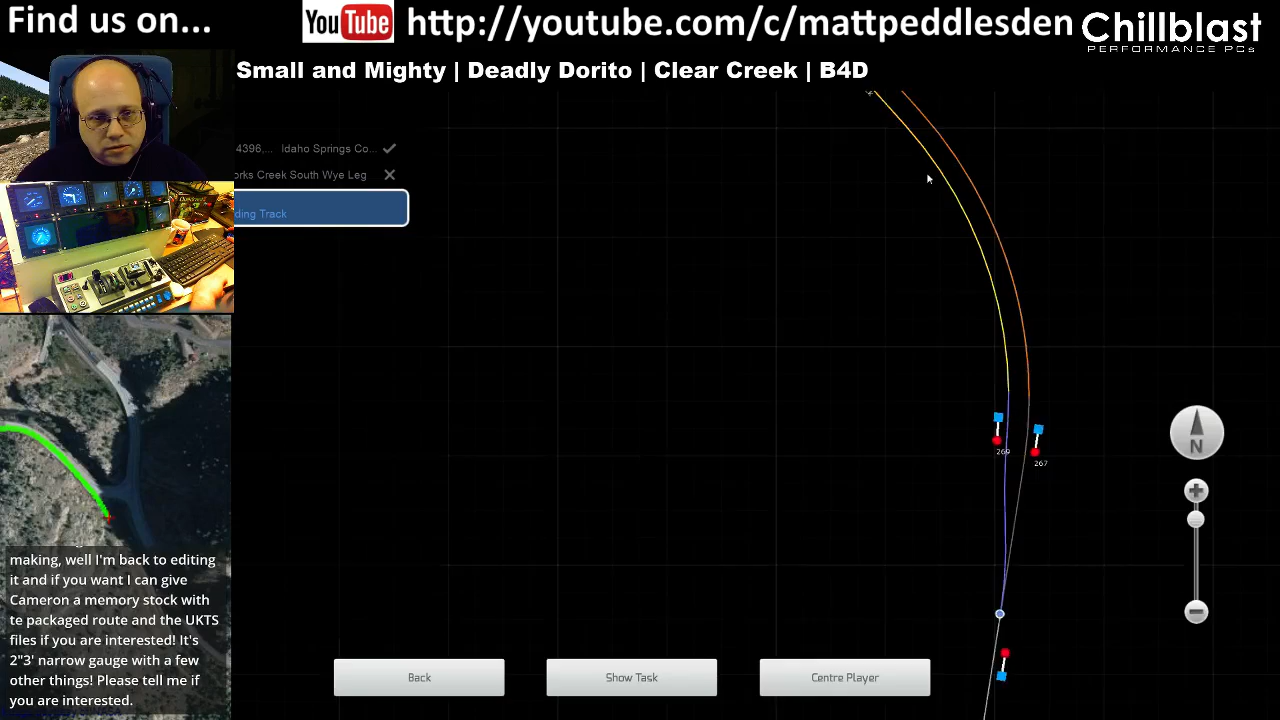 Find us on...
You Tube
http://youtube.com/c/mattpeddlesden
Chillblast
PERFORMANCE PCs
Small and Mighty | Deadly Dorito | Clear Creek | B4D
4396,... Idaho Springs Co...
orks Creek South Wye Leg
ding Track
269
267
N
making, well I'm back to editing
it and if you want I can give
Cameron a memory stock with
te packaged route and the UKTS
files if you are interested! It's
2"3' narrow gauge with a few
other things! Please tell me if
you are interested.
Back
Show Task
Centre Player